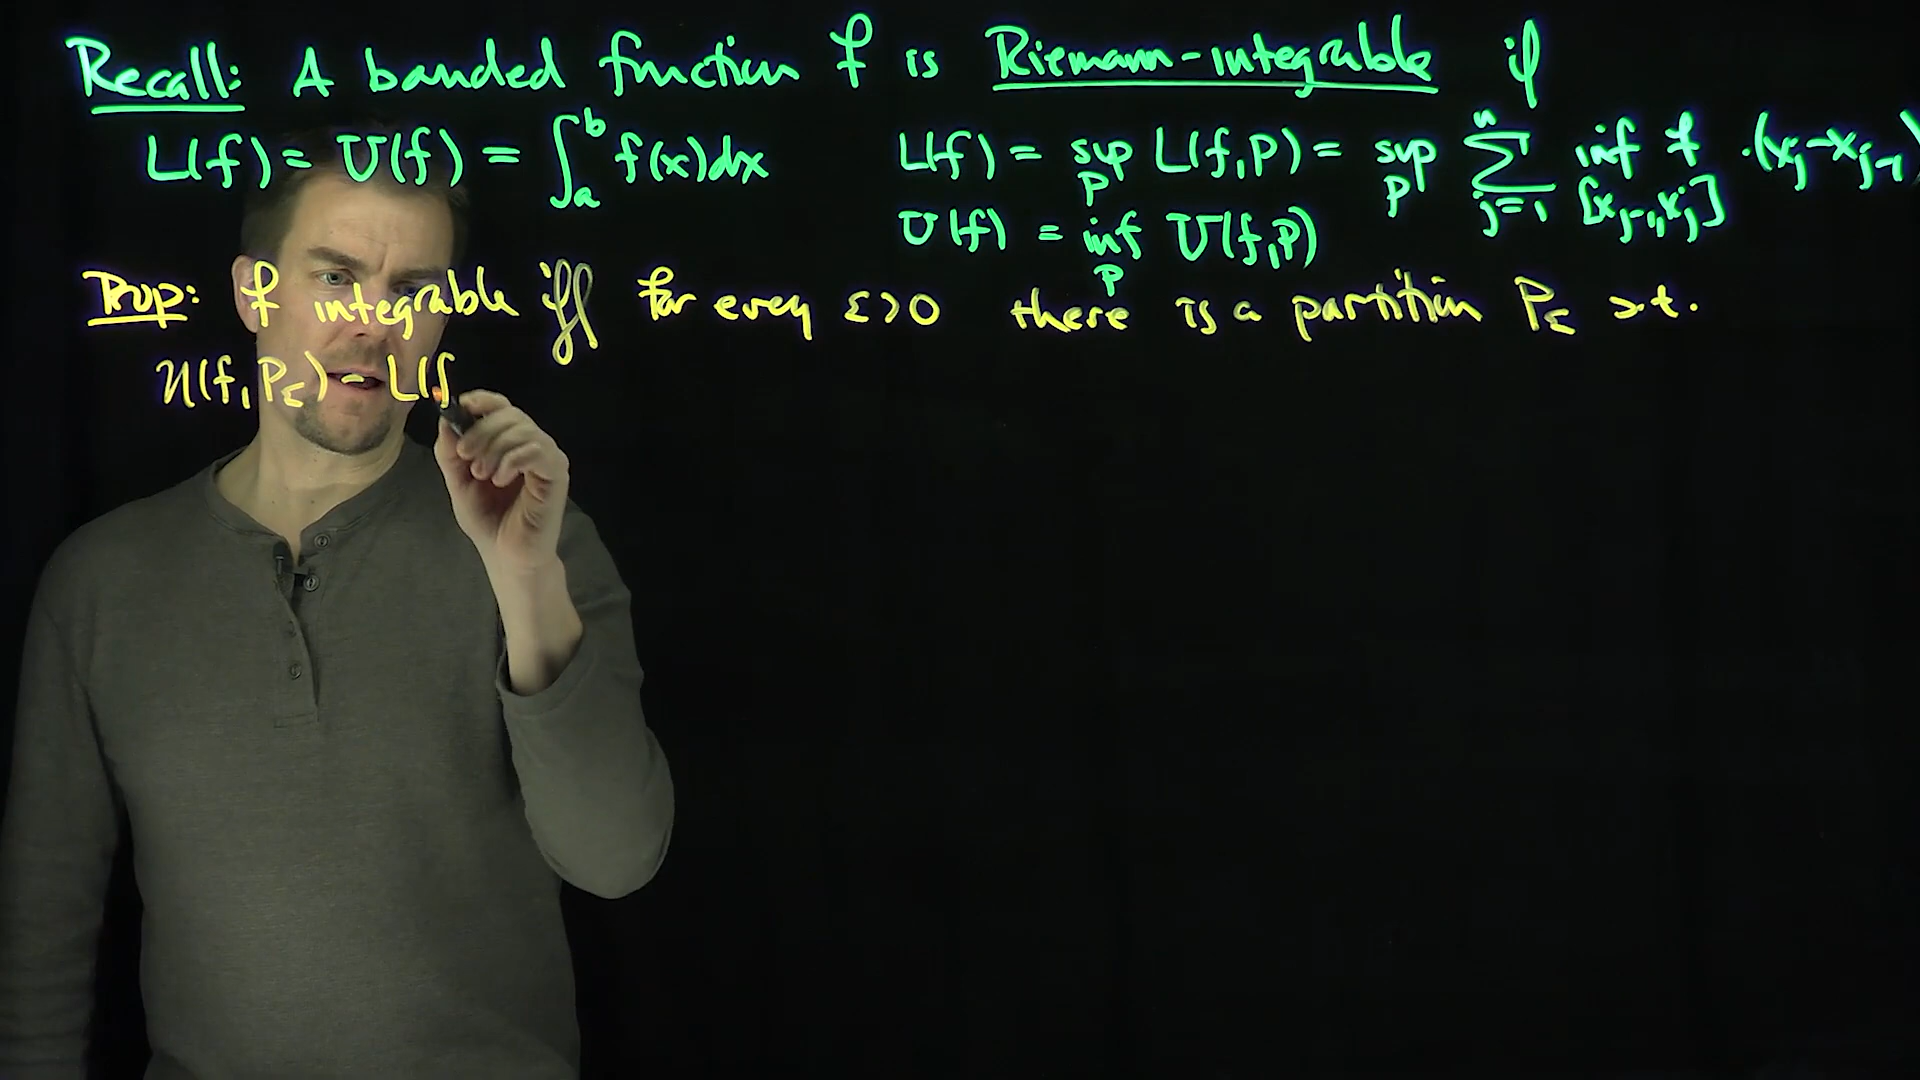 Recall: A bounded function f is Riemann-integrable if
L(f) = U(f) = ∫_a^b f(x)dx
L(f) = sup_P L(f,P) = sup_P Σ_{j=1}^n inf_{[x_{j-1},x_j]} f · (x_j - x_{j-1})
U(f) = inf_P U(f,P)
Prop: f integrable iff for every ε>0 there is a partition P_ε s.t.
U(f,P_ε) - L(f